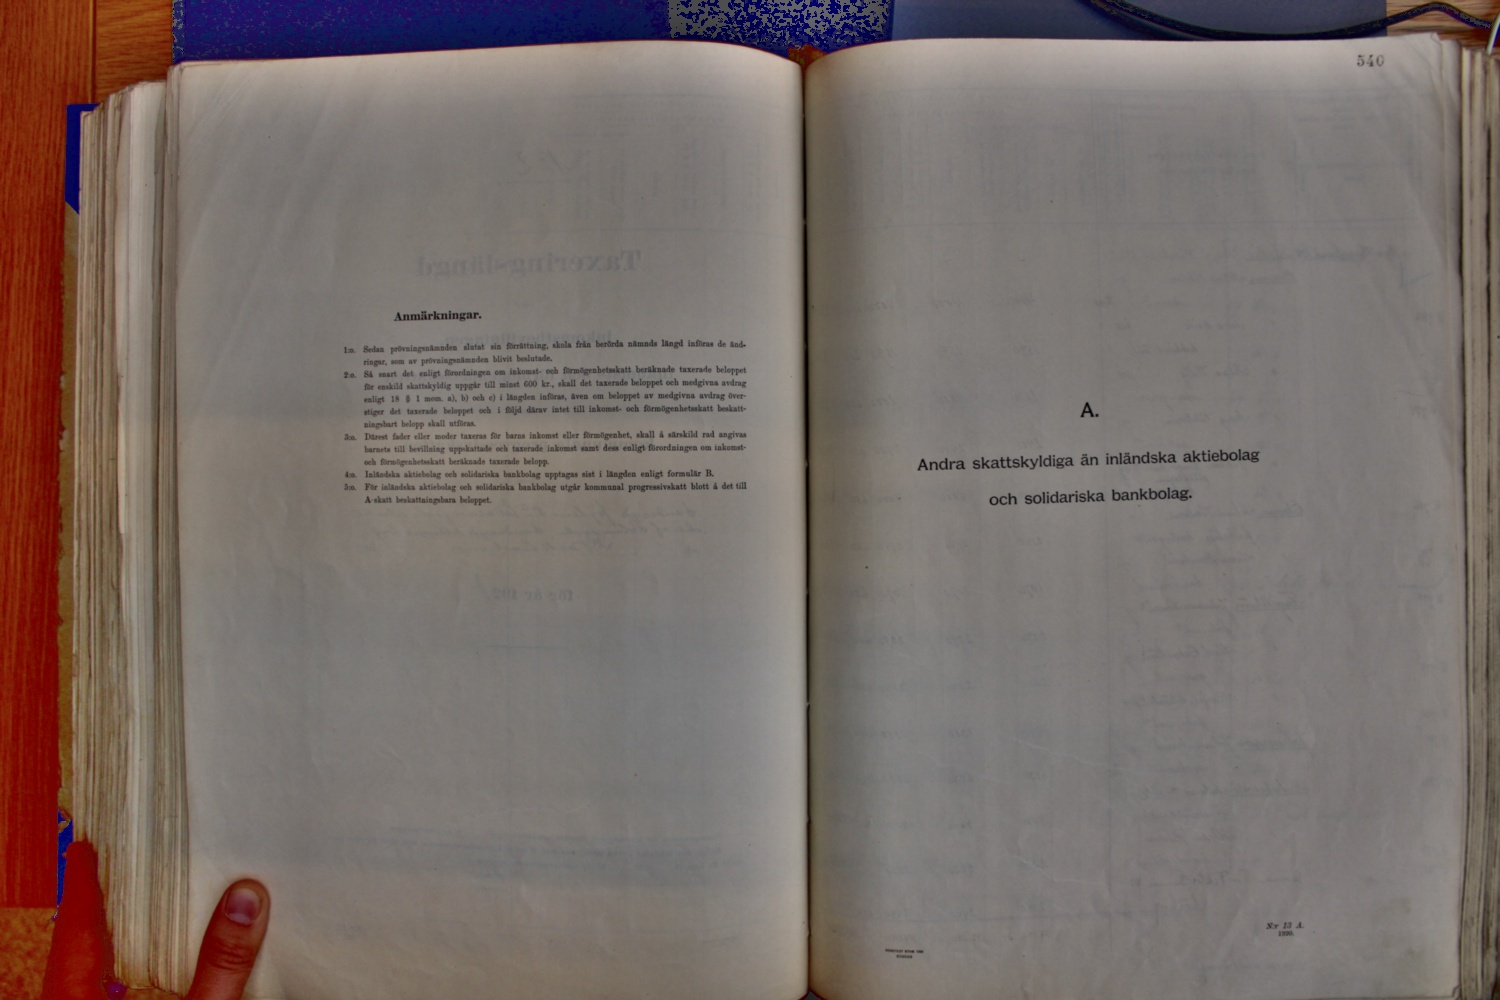 Anmärkningar.
1:o. Sedan prövningsnämnden slutat sin förrättning, skola från berörda nämnds längd införas de änd-
ringar, som av prövningsnämnden blivit beslutade.
2:o. Så snart det enligt förordningen om inkomst- och förmögenhetsskatt beräknade taxerade beloppet
för enskild skattskyldig uppgår till minst 600 kr., skall det taxerade beloppet och medgivna avdrag
enligt 18 § 1 mom. a), b) och c) i längden införas, även om beloppet av medgivna avdrag över-
stiger det taxerade beloppet och i följd därav intet till inkomst- och förmögenhetsskatt beskatt-
ningsbart belopp skall utföras.
3:o. Därest fader eller moder taxeras för barns inkomst eller förmögenhet, skall å särskild rad angivas
barnets till bevillning uppskattade och taxerade inkomst samt dess enligt förordningen om inkomst-
och förmögenhetsskatt beräknade taxerade belopp.
4:o. Inländska aktiebolag och solidariska bankbolag upptagas sist i längden enligt formulär B.
5:o. För inländska aktiebolag och solidariska bankbolag utgår kommunal progressivskatt blott å det till
A-skatt beskattningsbara beloppet.
540
A.
Andra skattskyldiga än inländska aktiebolag
och solidariska bankbolag.
N:r 13 A.
1920.